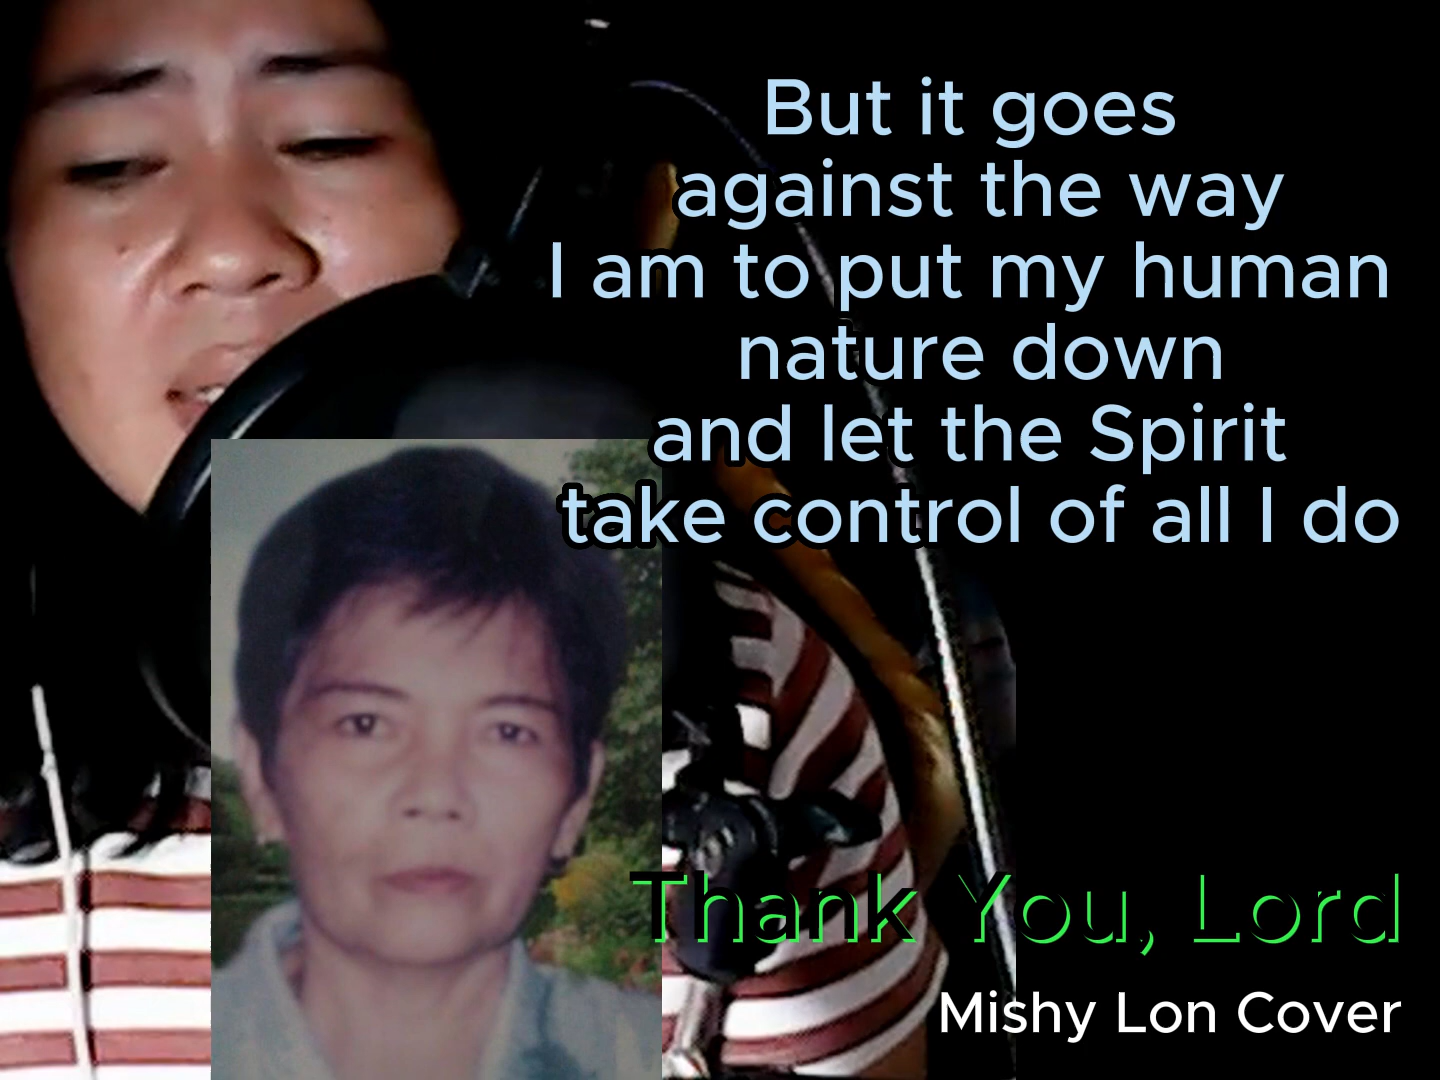 But it goes
against the way
I am to put my human
nature down
and let the Spirit
take control of all I do
Thank You, Lord
Mishy Lon Cover